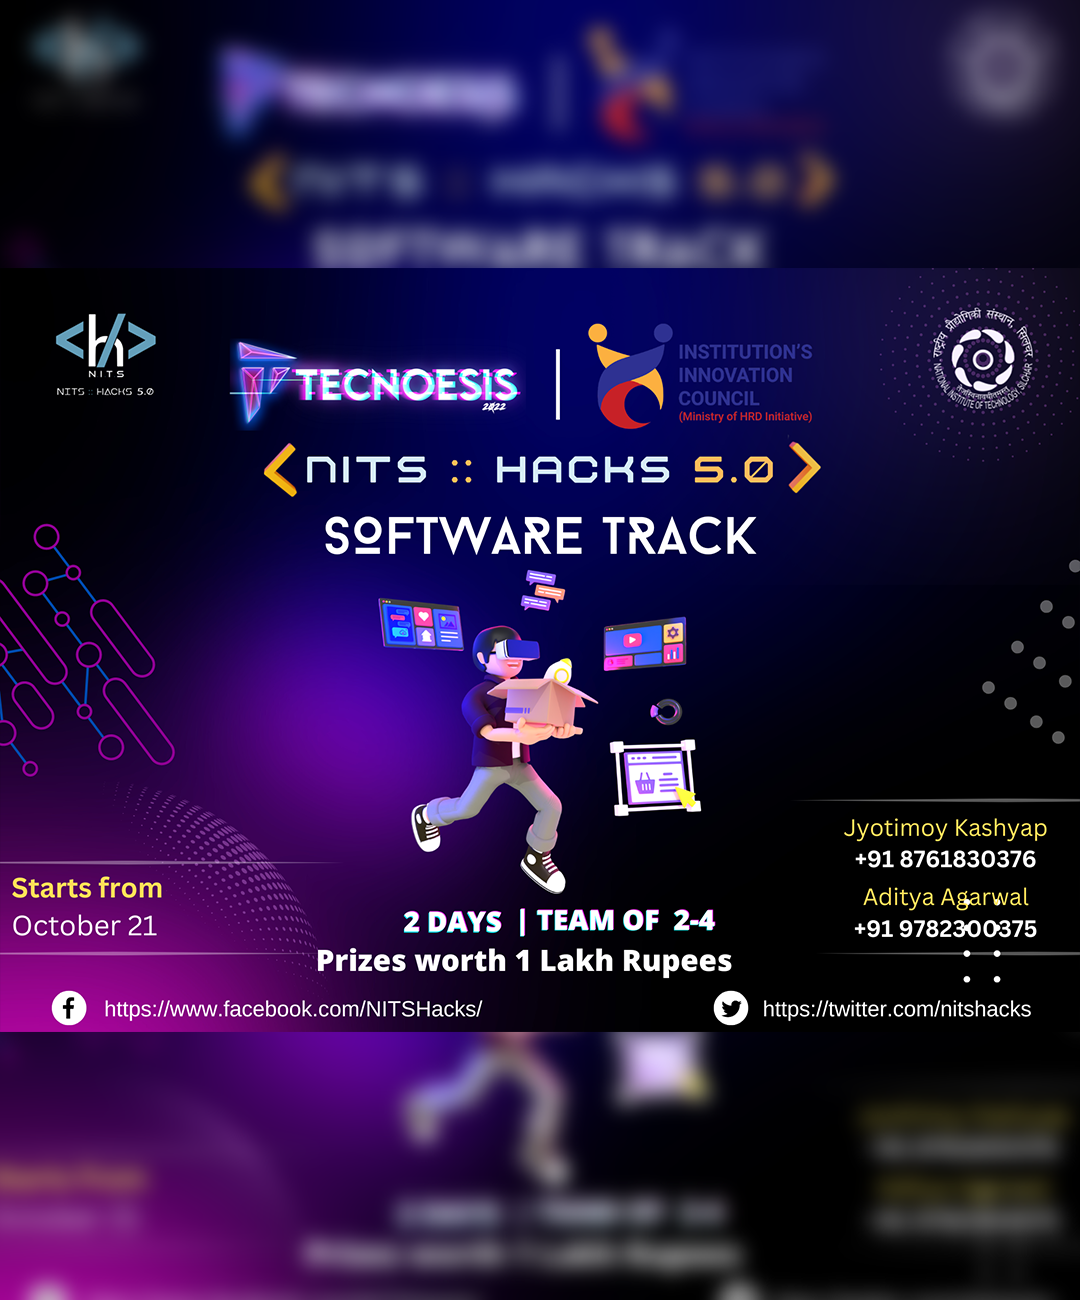 NITS
NITS :: HACKS 5.0
TECNOESIS
2022
INSTITUTION'S
INNOVATION
COUNCIL
(Ministry of HRD Initiative)
राष्ट्रीय प्रौद्योगिकी संस्थान, सिलचर
NATIONAL INSTITUTE OF TECHNOLOGY SILCHAR
<NITS :: HACKS 5.0>
SOFTWARE TRACK
Starts from
October 21
Jyotimoy Kashyap
+91 8761830376
Aditya Agarwal
+91 9782300375
2 DAYS | TEAM OF 2-4
Prizes worth 1 Lakh Rupees
https://www.facebook.com/NITSHacks/
https://twitter.com/nitshacks